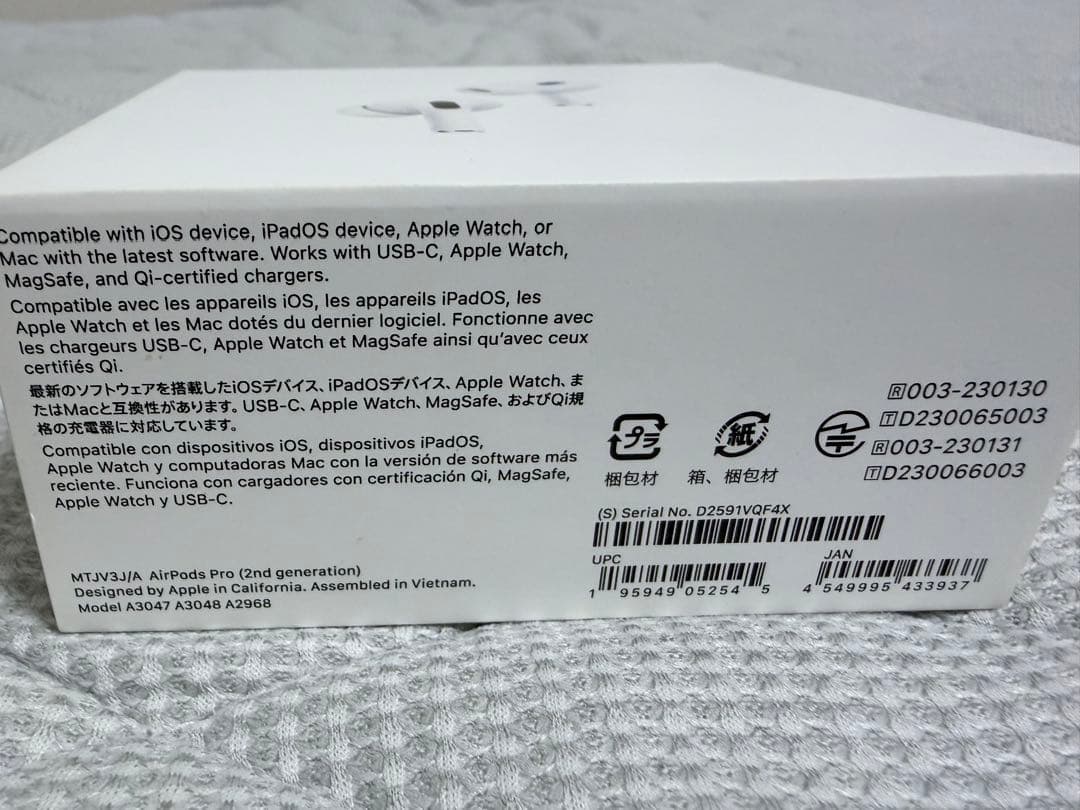 Compatible with iOS device, iPadOS device, Apple Watch, or
Mac with the latest software. Works with USB-C, Apple Watch,
MagSafe, and Qi-certified chargers.
Compatible avec les appareils iOS, les appareils iPadOS, les
Apple Watch et les Mac dotés du dernier logiciel. Fonctionne avec
les chargeurs USB-C, Apple Watch et MagSafe ainsi qu'avec ceux
certifiés Qi.
最新のソフトウェアを搭載したiOSデバイス、iPadOSデバイス、Apple Watch、ま
たはMacと互換性があります。USB-C、Apple Watch、MagSafe、およびQi規
格の充電器に対応しています。
Compatible con dispositivos iOS, dispositivos iPadOS,
Apple Watch y computadoras Mac con la versión de software más
reciente. Funciona con cargadores con certificación Qi, MagSafe,
Apple Watch y USB-C.
MTJV3J/A AirPods Pro (2nd generation)
Designed by Apple in California. Assembled in Vietnam.
Model A3047 A3048 A2968
プラ
梱包材
紙
箱、梱包材
R 003-230130
T D230065003
R 003-230131
T D230066003
(S) Serial No. D2591VQF4X
UPC
1 95949 05254 5
JAN
4 549995 433937